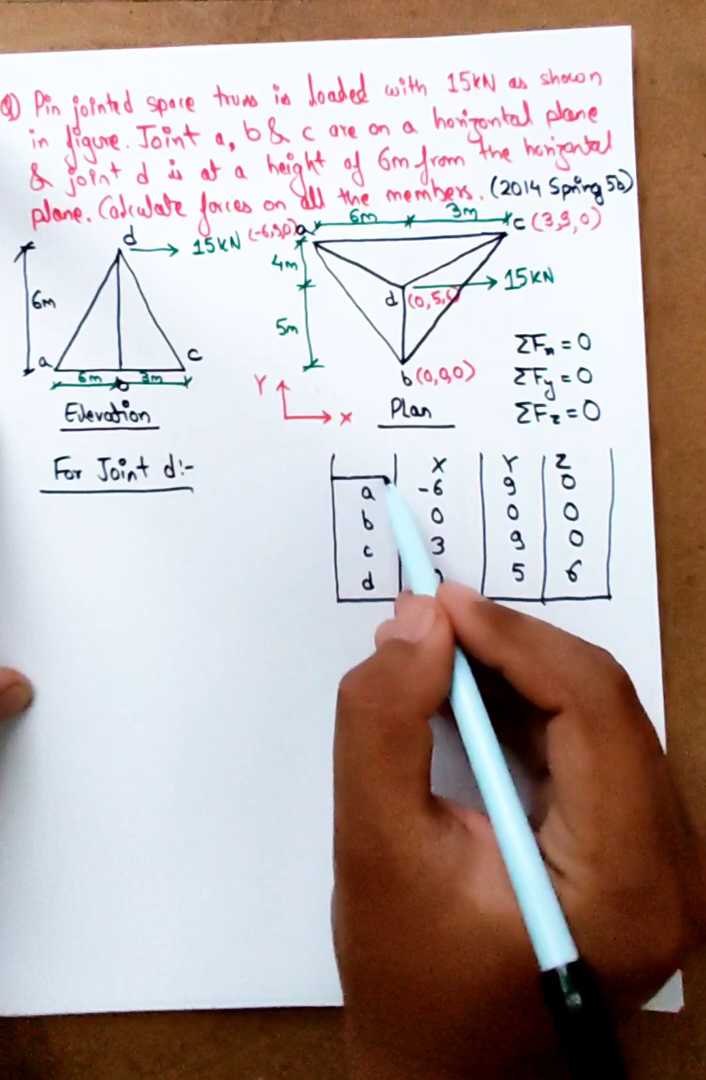 Q) Pin jointed space truss is loaded with 15KN as shown
in figure. Joint a, b & c are on a horizontal plane
& joint d is at a height of 6m from the horizontal
plane. Calculate forces on all the members. (2014 Spring 5b)
d 15KN
6m
a c
6m b 3m
Elevation
6m 3m
(-6,9,0) a c (3,9,0)
4m
d (0,5,6) 15KN
5m
b (0,0,0)
Y
X
Plan
ΣFx = 0
ΣFy = 0
ΣFz = 0
For Joint d:-
X Y Z
a -6 9 0
b 0 0 0
c 3 9 0
d 5 6